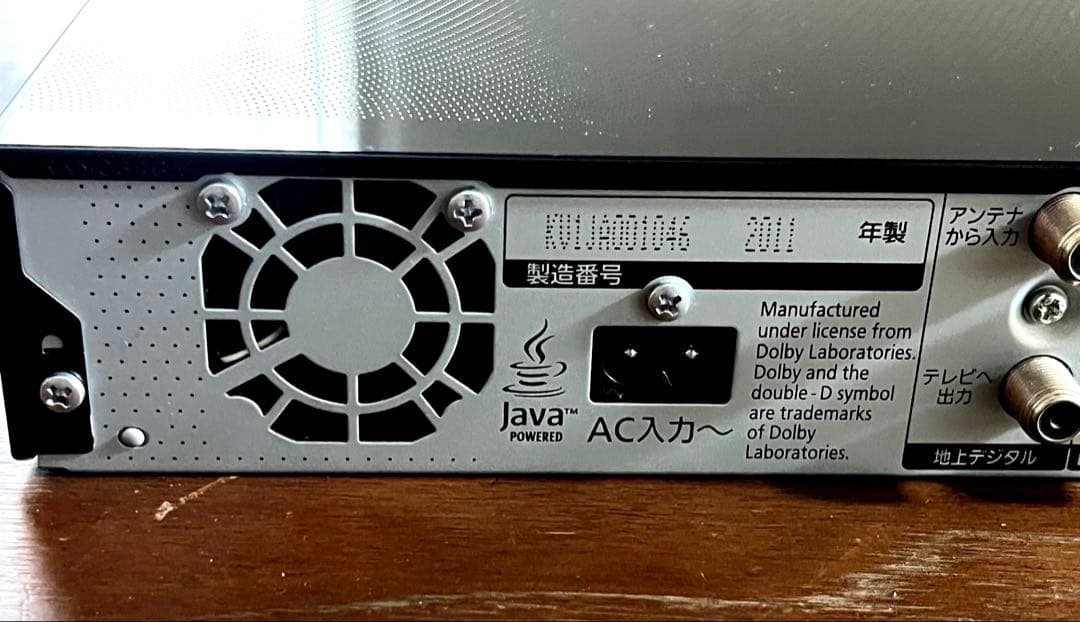 KV1JA001046 2011 年製
製造番号
Java™
POWERED
AC入力～
Manufactured
under license from
Dolby Laboratories.
Dolby and the
double-D symbol
are trademarks
of Dolby
Laboratories.
アンテナ
から入力
テレビへ
出力
地上デジタル